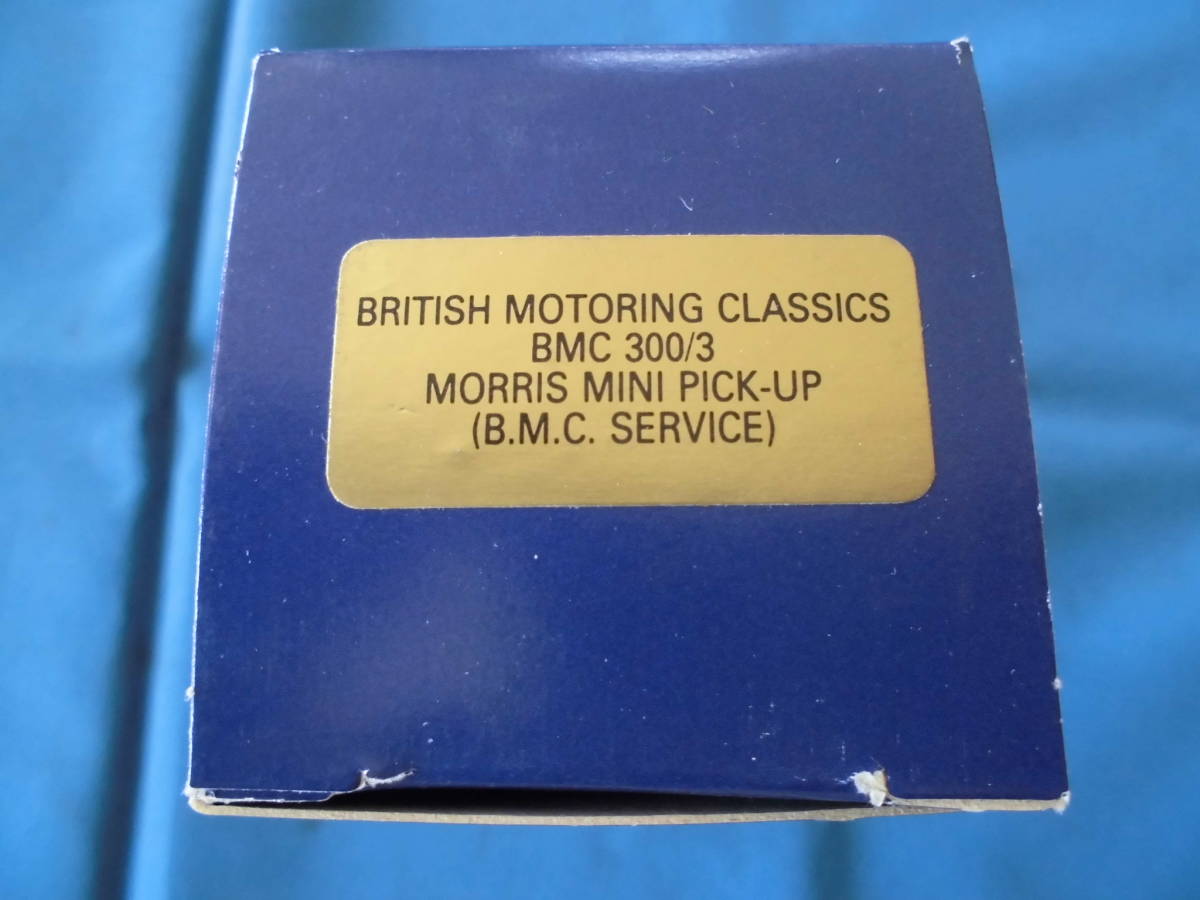 BRITISH MOTORING CLASSICS
BMC 300/3
MORRIS MINI PICK-UP
(B.M.C. SERVICE)